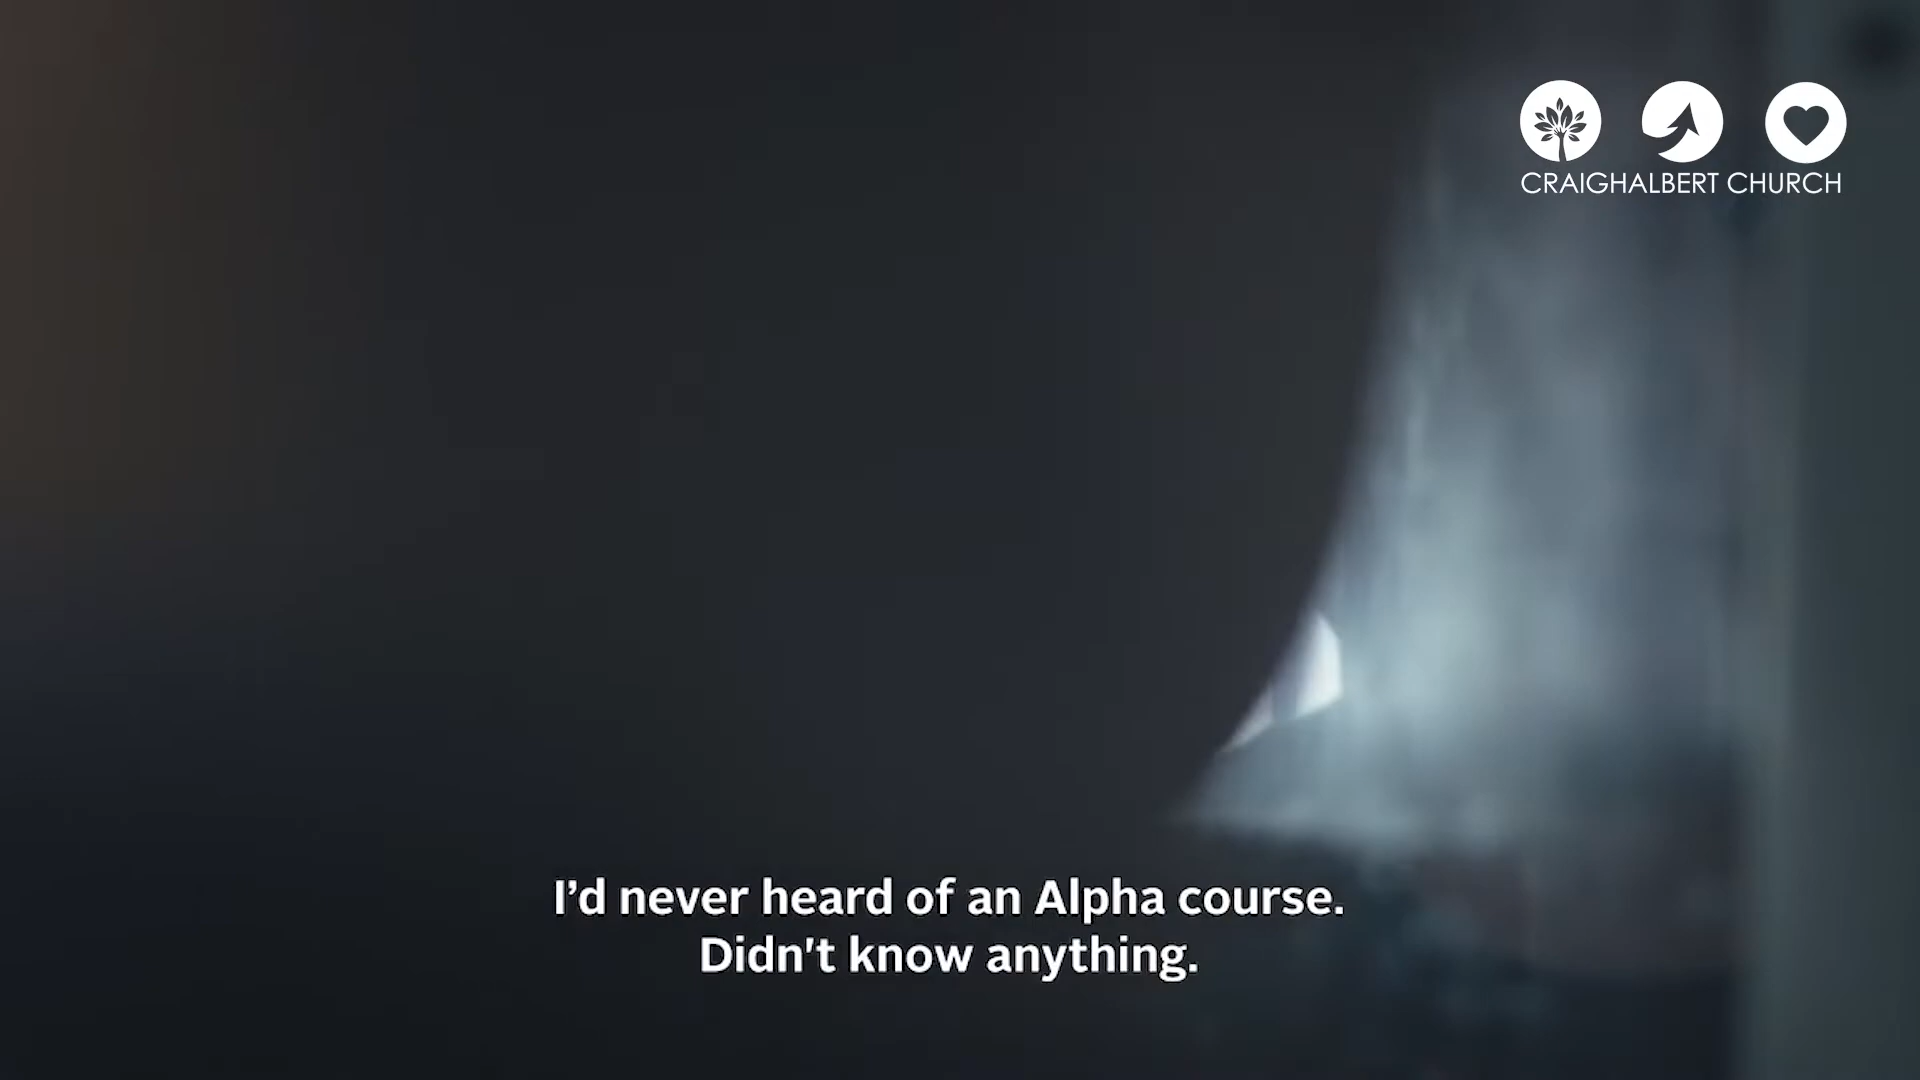 CRAIGHALBERT CHURCH
I’d never heard of an Alpha course.
Didn't know anything.